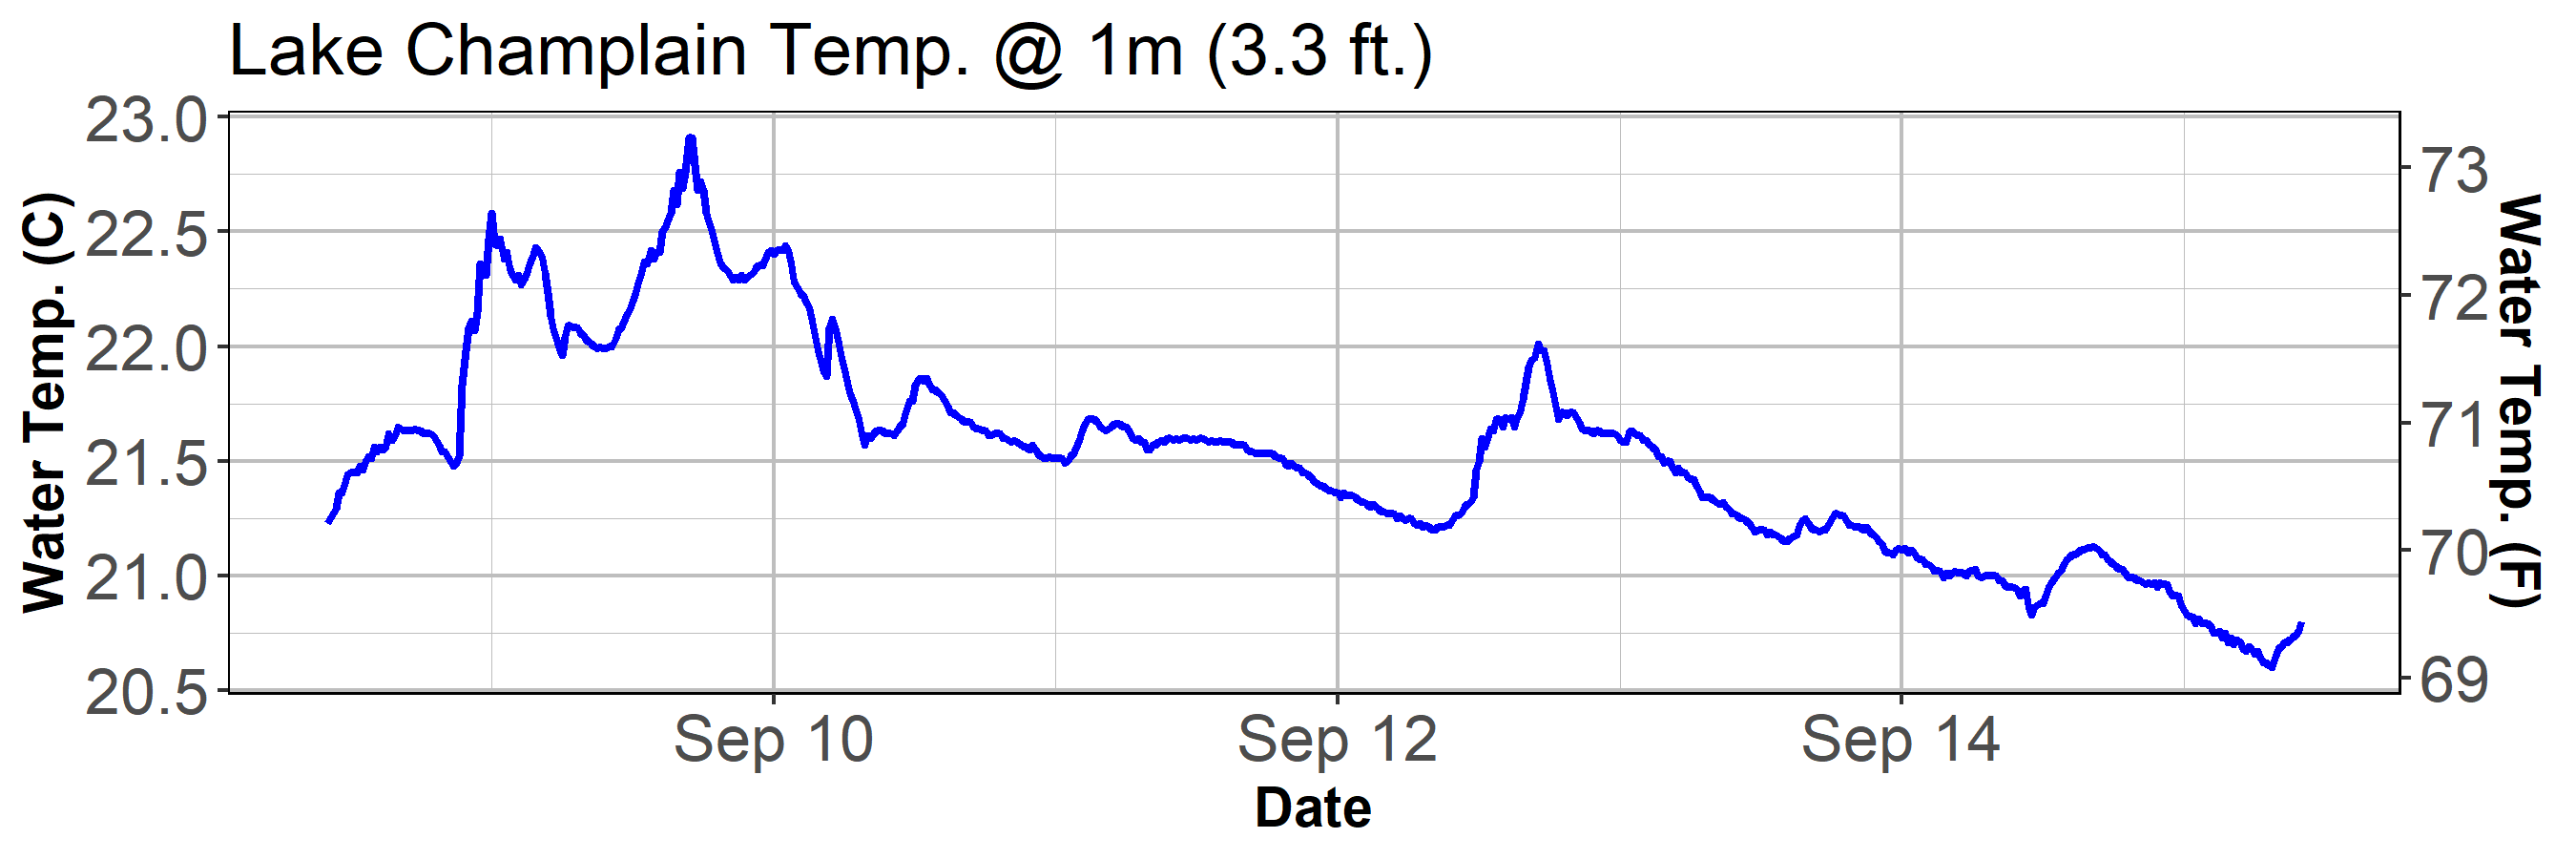 Lake Champlain Temp. @ 1m (3.3 ft.)
Water Temp. (C)
23.0
22.5
22.0
21.5
21.0
20.5
73
72
71
70
69
Water Temp. (F)
Sep 10
Sep 12
Sep 14
Date